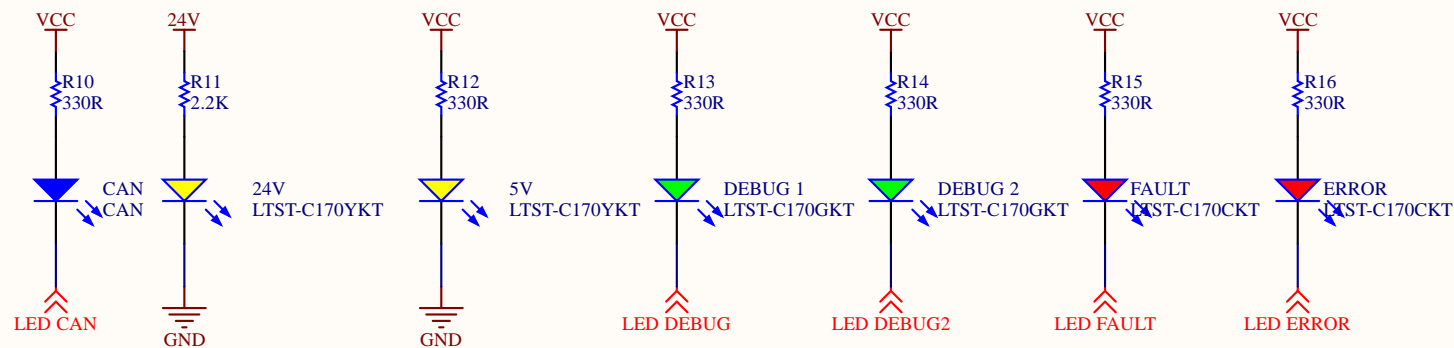 VCC
24V
VCC
VCC
VCC
VCC
VCC
R10
330R
R11
2.2K
R12
330R
R13
330R
R14
330R
R15
330R
R16
330R
CAN
CAN
24V
LTST-C170YKT
5V
LTST-C170YKT
DEBUG 1
LTST-C170GKT
DEBUG 2
LTST-C170GKT
FAULT
LTST-C170CKT
ERROR
LTST-C170CKT
LED CAN
GND
GND
LED DEBUG
LED DEBUG2
LED FAULT
LED ERROR